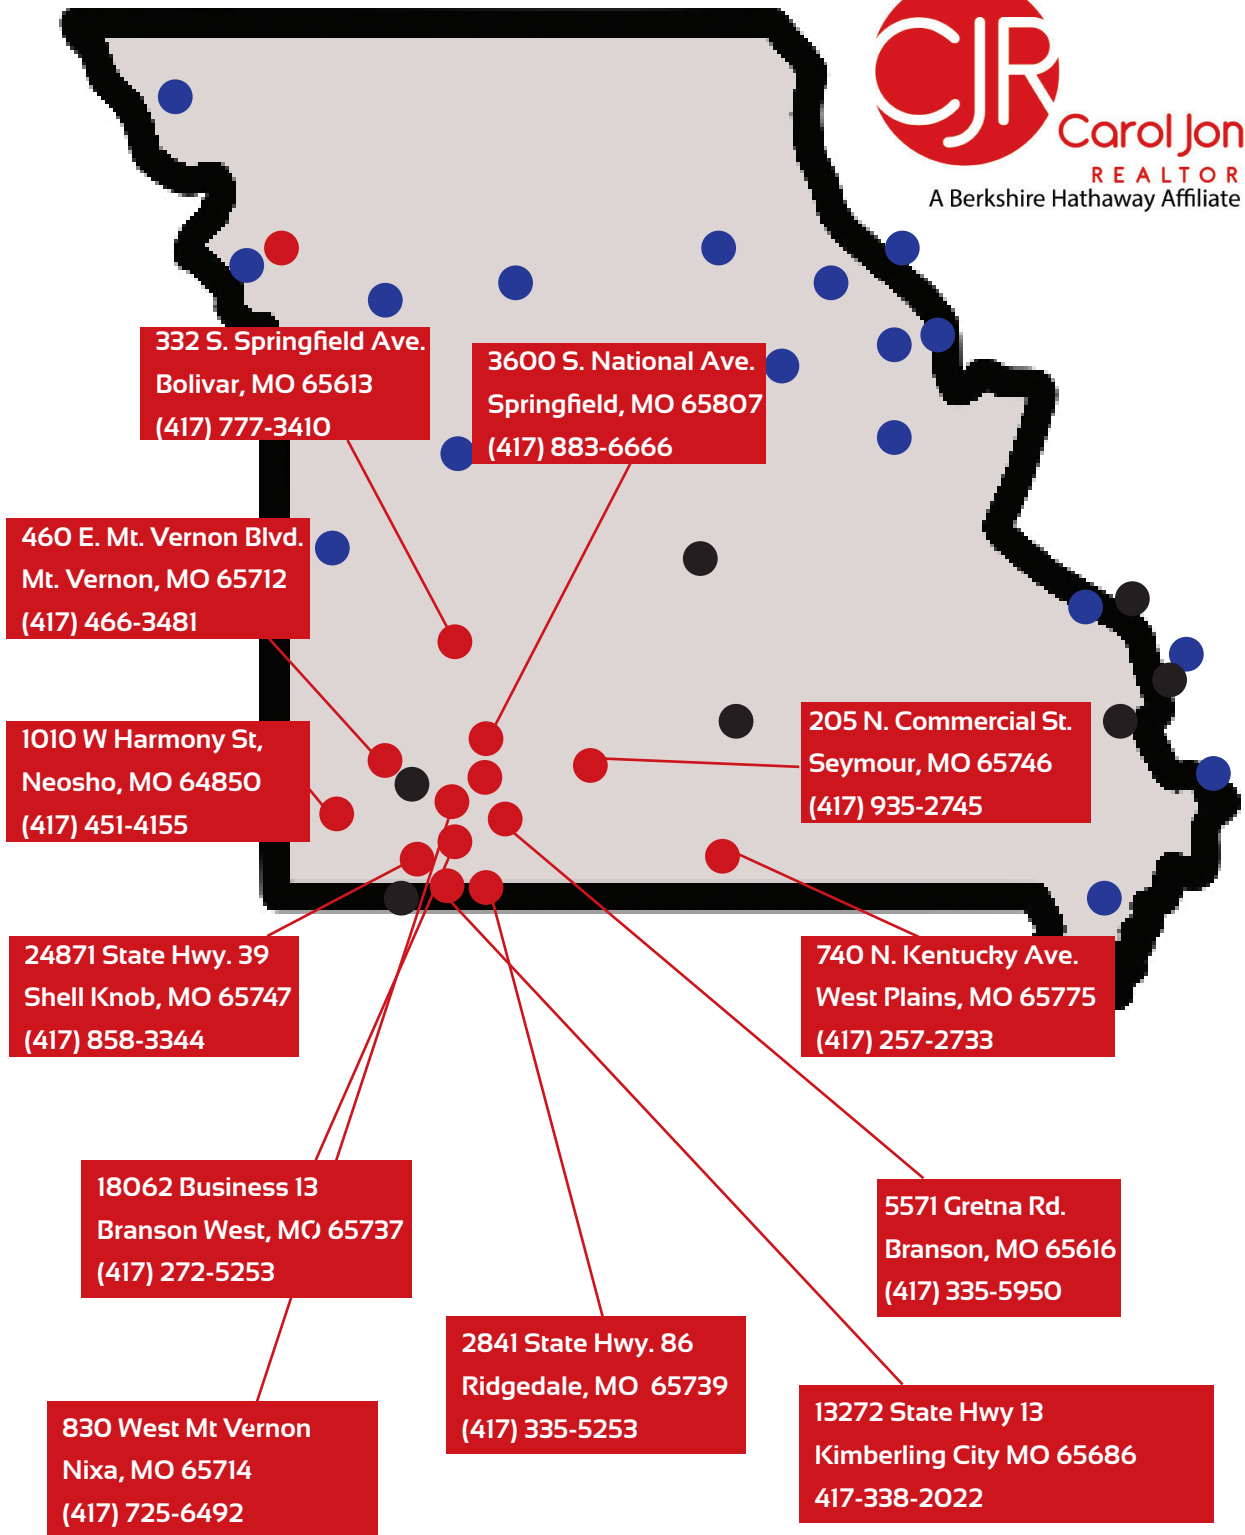 CJR
Carol Jon
REALTOR
A Berkshire Hathaway Affiliate
332 S. Springfield Ave.
Bolivar, MO 65613
(417) 777-3410
3600 S. National Ave.
Springfield, MO 65807
(417) 883-6666
460 E. Mt. Vernon Blvd.
Mt. Vernon, MO 65712
(417) 466-3481
1010 W Harmony St,
Neosho, MO 64850
(417) 451-4155
205 N. Commercial St.
Seymour, MO 65746
(417) 935-2745
24871 State Hwy. 39
Shell Knob, MO 65747
(417) 858-3344
740 N. Kentucky Ave.
West Plains, MO 65775
(417) 257-2733
18062 Business 13
Branson West, MO 65737
(417) 272-5253
5571 Gretna Rd.
Branson, MO 65616
(417) 335-5950
2841 State Hwy. 86
Ridgedale, MO 65739
(417) 335-5253
13272 State Hwy 13
Kimberling City MO 65686
417-338-2022
830 West Mt Vernon
Nixa, MO 65714
(417) 725-6492